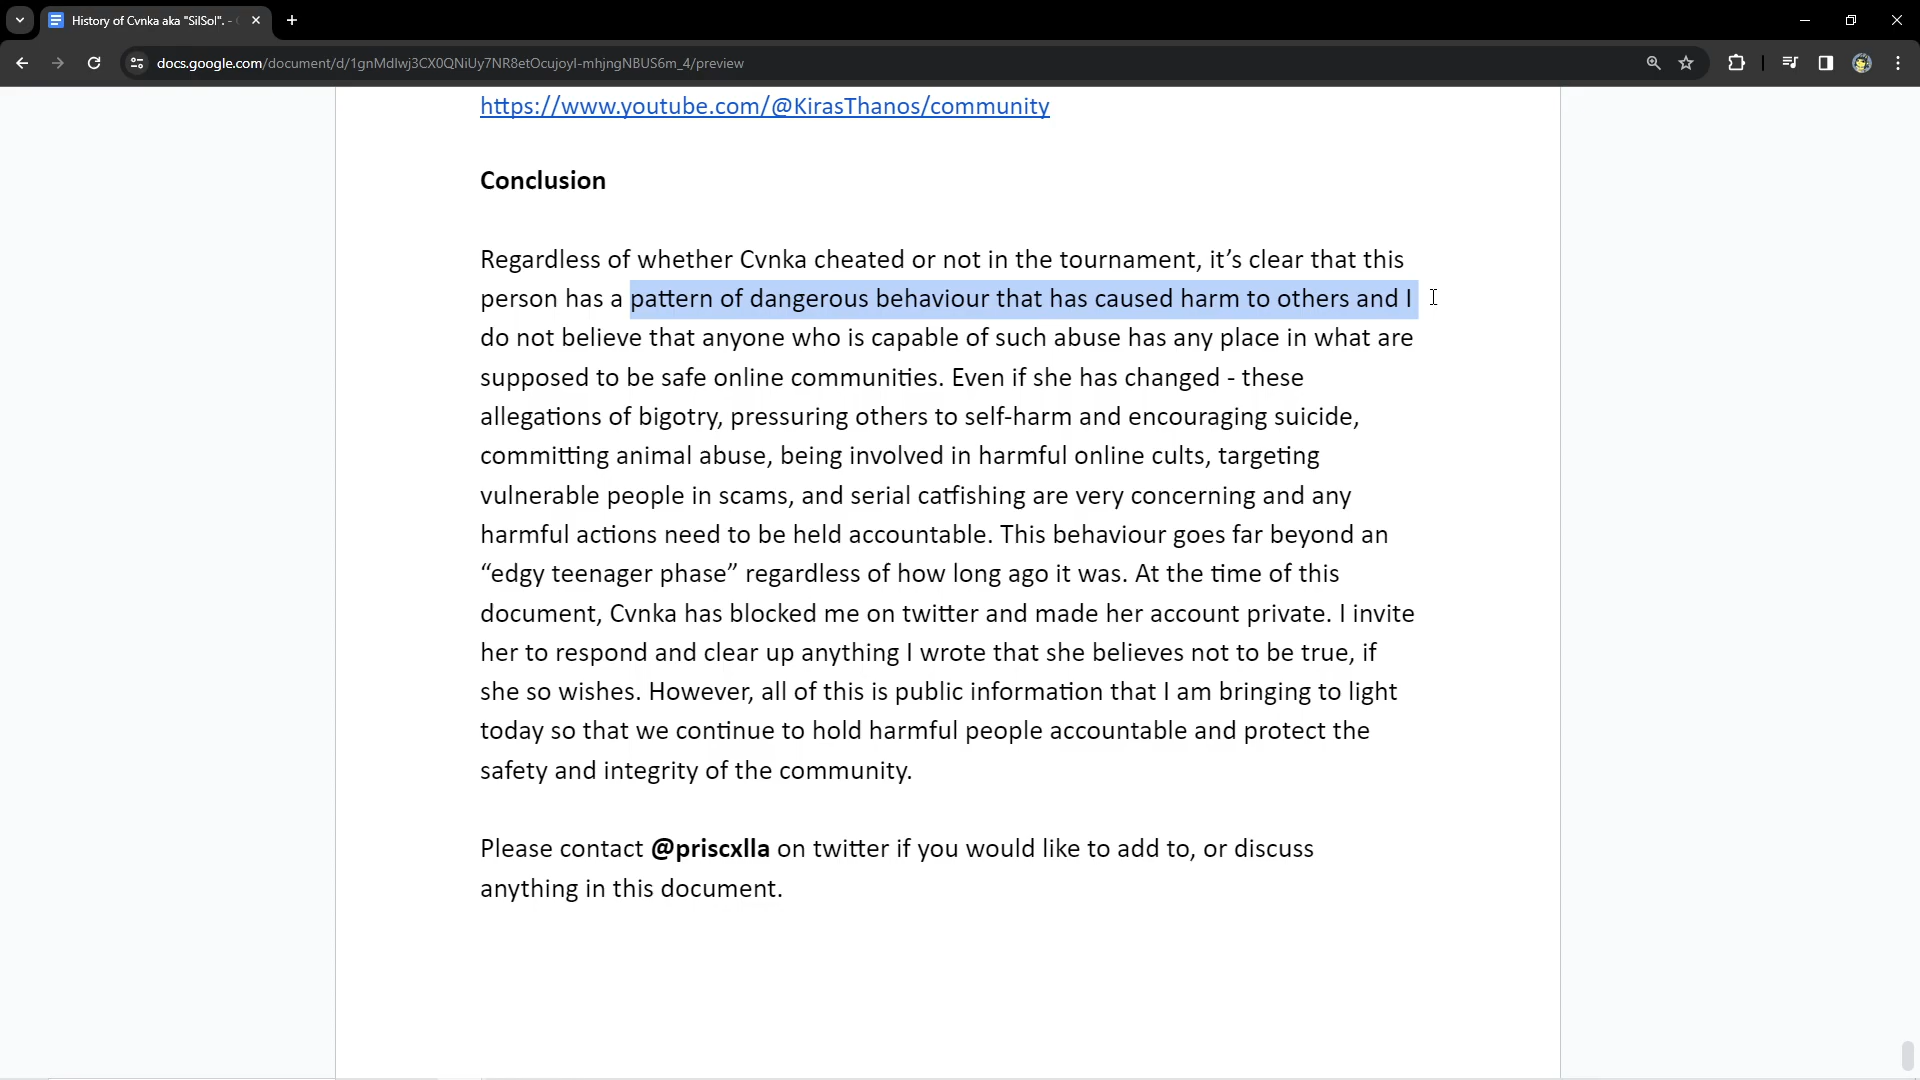 History of Cvnka aka "SilSol". -
docs.google.com/document/d/1gnMdIwj3CX0QNiUy7NR8etOcujoyI-mhjngNBUS6m_4/preview
https://www.youtube.com/@KirasThanos/community
Conclusion
Regardless of whether Cvnka cheated or not in the tournament, it’s clear that this
person has a pattern of dangerous behaviour that has caused harm to others and I
do not believe that anyone who is capable of such abuse has any place in what are
supposed to be safe online communities. Even if she has changed - these
allegations of bigotry, pressuring others to self-harm and encouraging suicide,
committing animal abuse, being involved in harmful online cults, targeting
vulnerable people in scams, and serial catfishing are very concerning and any
harmful actions need to be held accountable. This behaviour goes far beyond an
“edgy teenager phase” regardless of how long ago it was. At the time of this
document, Cvnka has blocked me on twitter and made her account private. I invite
her to respond and clear up anything I wrote that she believes not to be true, if
she so wishes. However, all of this is public information that I am bringing to light
today so that we continue to hold harmful people accountable and protect the
safety and integrity of the community.
Please contact @priscxlla on twitter if you would like to add to, or discuss
anything in this document.